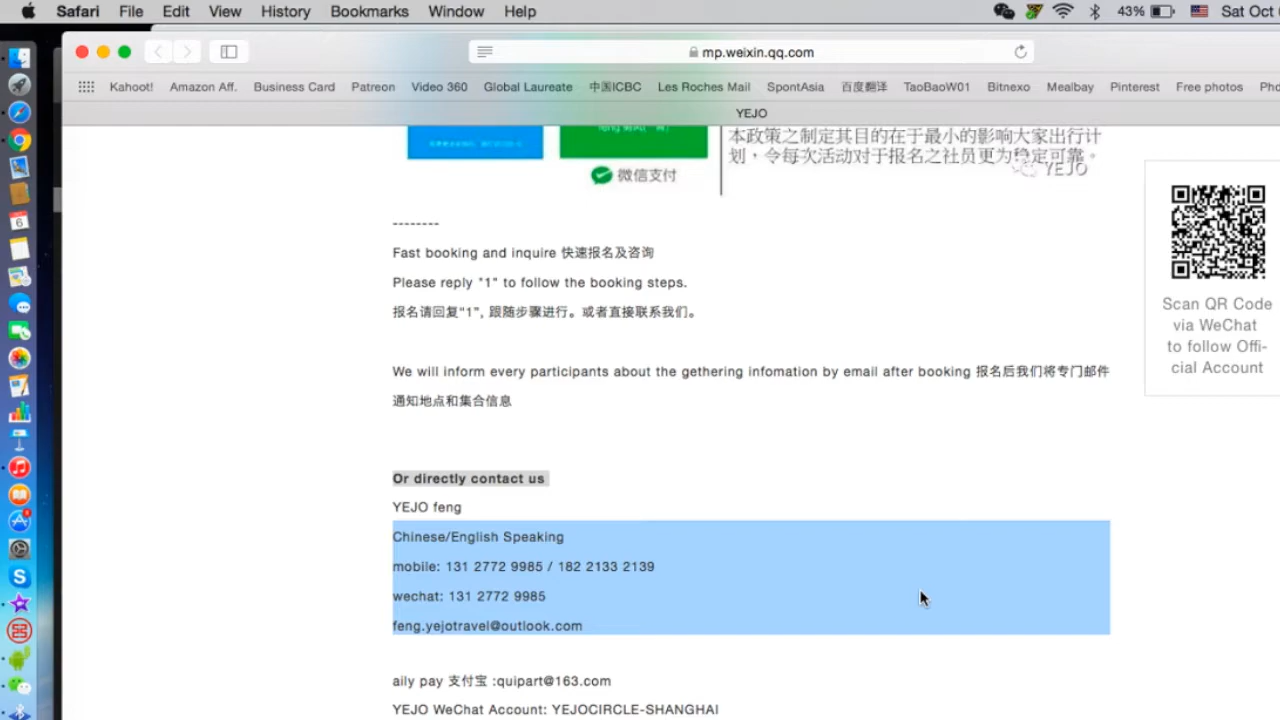 Safari File Edit View History Bookmarks Window Help 43% Sat Oct
mp.weixin.qq.com
Kahoot! Amazon Aff. Business Card Patreon Video 360 Global Laureate 中国ICBC Les Roches Mail SpontAsia 百度翻译 TaoBaoW01 Bitnexo Mealbay Pinterest Free photos Pho
YEJO
本政策之制定其目的在于最小的影响大家出行计
划，令每次活动对于报名之社员更为稳定可靠。
YEJO
微信支付
--------
Fast booking and inquire 快速报名及咨询
Please reply "1" to follow the booking steps.
报名请回复“1”, 跟随步骤进行。或者直接联系我们。
We will inform every participants about the gethering infomation by email after booking 报名后我们将专门邮件
通知地点和集合信息
Or directly contact us
YEJO feng
Chinese/English Speaking
mobile: 131 2772 9985 / 182 2133 2139
wechat: 131 2772 9985
feng.yejotravel@outlook.com
aily pay 支付宝 :quipart@163.com
YEJO WeChat Account: YEJOCIRCLE-SHANGHAI
Scan QR Code
via WeChat
to follow Offi-
cial Account
6